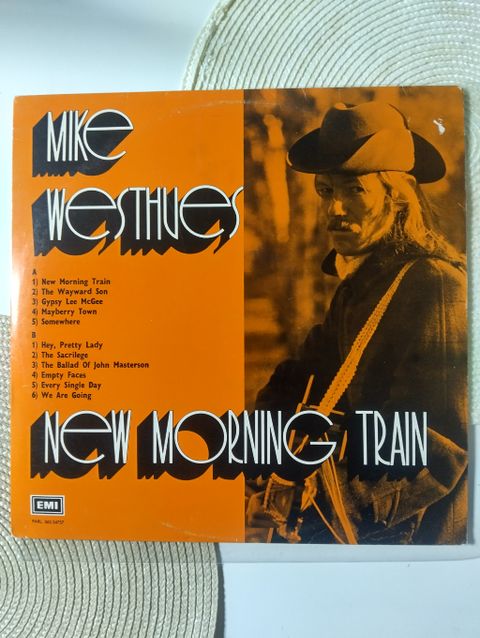 MIKE
WESTHUES
A
1) New Morning Train
2) The Wayward Son
3) Gypsy Lee McGee
4) Mayberry Town
5) Somewhere
B
1) Hey, Pretty Lady
2) The Sacrilege
3) The Ballad Of John Masterson
4) Empty Faces
5) Every Single Day
6) We Are Going
NEW MORNING TRAIN
EMI